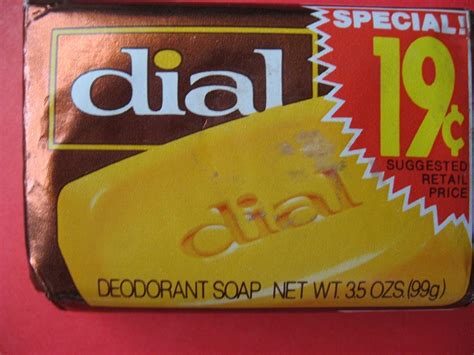 SPECIAL!
dial
19¢
SUGGESTED
RETAIL
PRICE
dial
DEODORANT SOAP NET WT. 3.5 OZS. (99g)